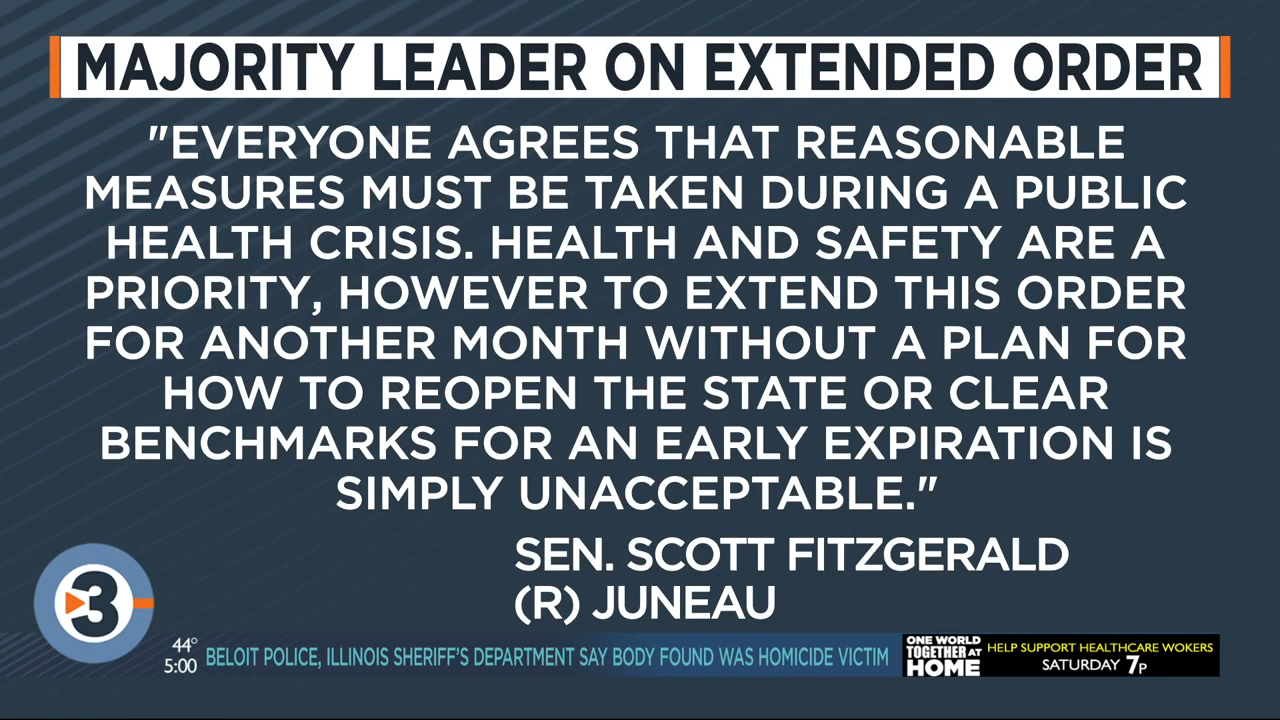 MAJORITY LEADER ON EXTENDED ORDER
"EVERYONE AGREES THAT REASONABLE
MEASURES MUST BE TAKEN DURING A PUBLIC
HEALTH CRISIS. HEALTH AND SAFETY ARE A
PRIORITY, HOWEVER TO EXTEND THIS ORDER
FOR ANOTHER MONTH WITHOUT A PLAN FOR
HOW TO REOPEN THE STATE OR CLEAR
BENCHMARKS FOR AN EARLY EXPIRATION IS
SIMPLY UNACCEPTABLE."
SEN. SCOTT FITZGERALD
(R) JUNEAU
3
44°
5:00
BELOIT POLICE, ILLINOIS SHERIFF'S DEPARTMENT SAY BODY FOUND WAS HOMICIDE VICTIM
ONE WORLD
TOGETHER AT
HOME
HELP SUPPORT HEALTHCARE WOKERS
SATURDAY 7P